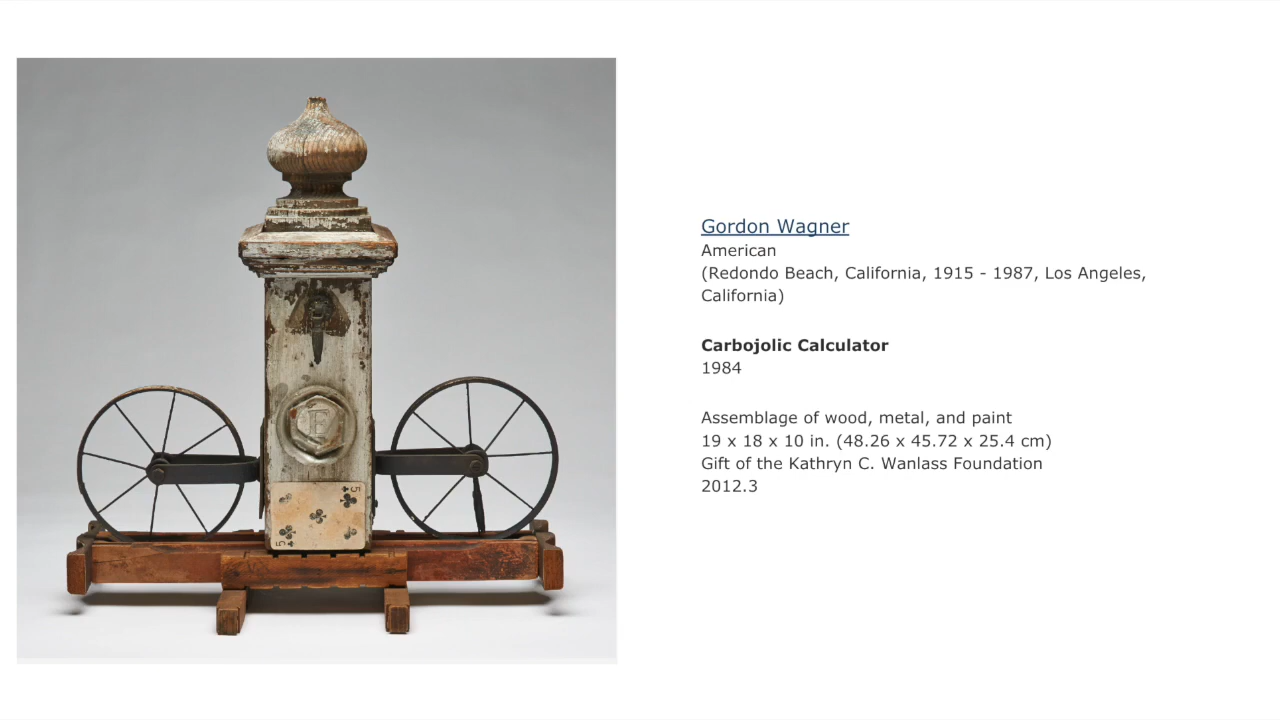 E
5
5
Gordon Wagner
American
(Redondo Beach, California, 1915 - 1987, Los Angeles,
California)
Carbojolic Calculator
1984
Assemblage of wood, metal, and paint
19 x 18 x 10 in. (48.26 x 45.72 x 25.4 cm)
Gift of the Kathryn C. Wanlass Foundation
2012.3